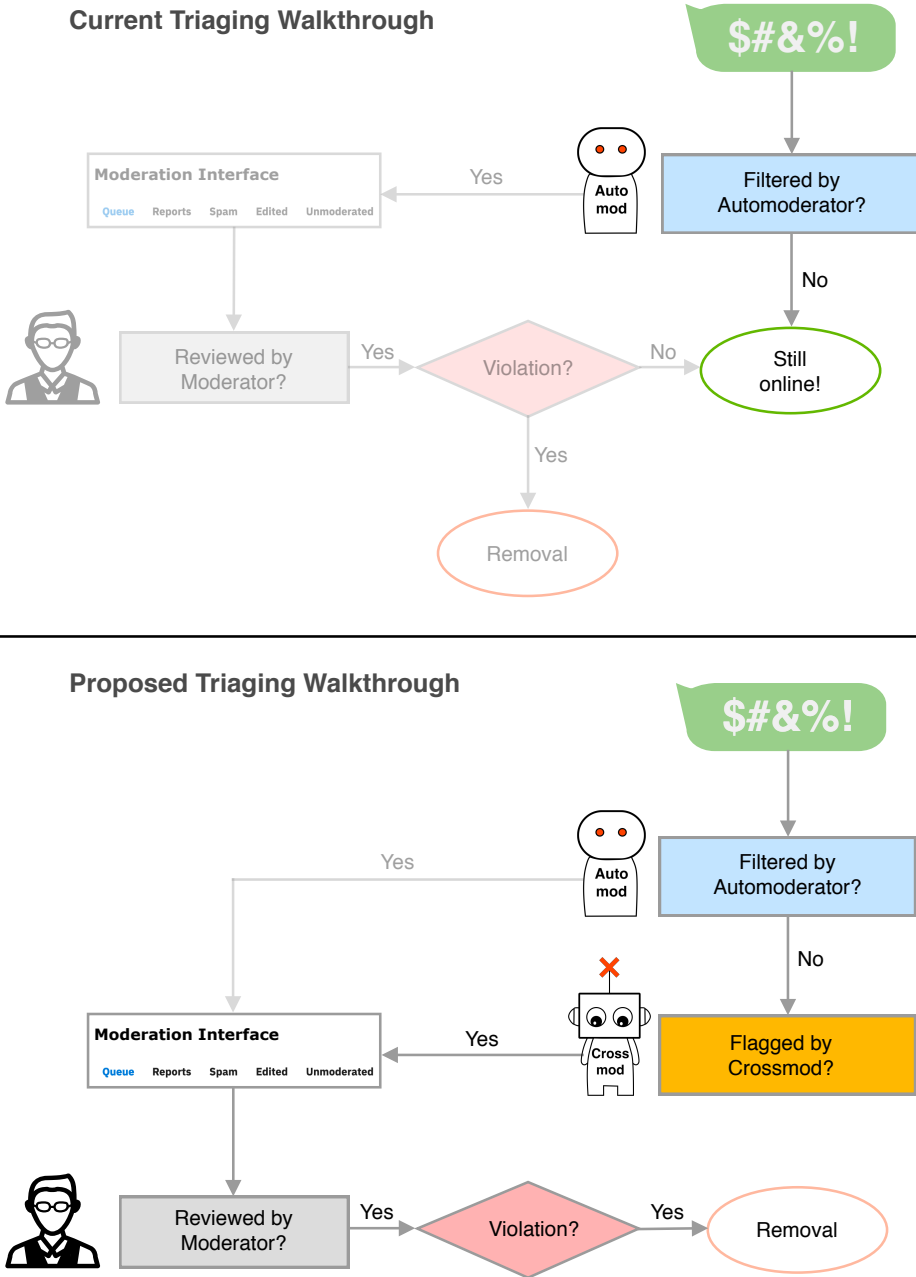 Current Triaging Walkthrough
$#&%!
Moderation Interface
Queue Reports Spam Edited Unmoderated
Yes
Auto
mod
Filtered by
Automoderator?
No
Reviewed by
Moderator?
Yes
Violation?
No
Still
online!
Yes
Removal
Proposed Triaging Walkthrough
$#&%!
Yes
Auto
mod
Filtered by
Automoderator?
No
Moderation Interface
Queue Reports Spam Edited Unmoderated
Yes
Cross
mod
Flagged by
Crossmod?
Reviewed by
Moderator?
Yes
Violation?
Yes
Removal